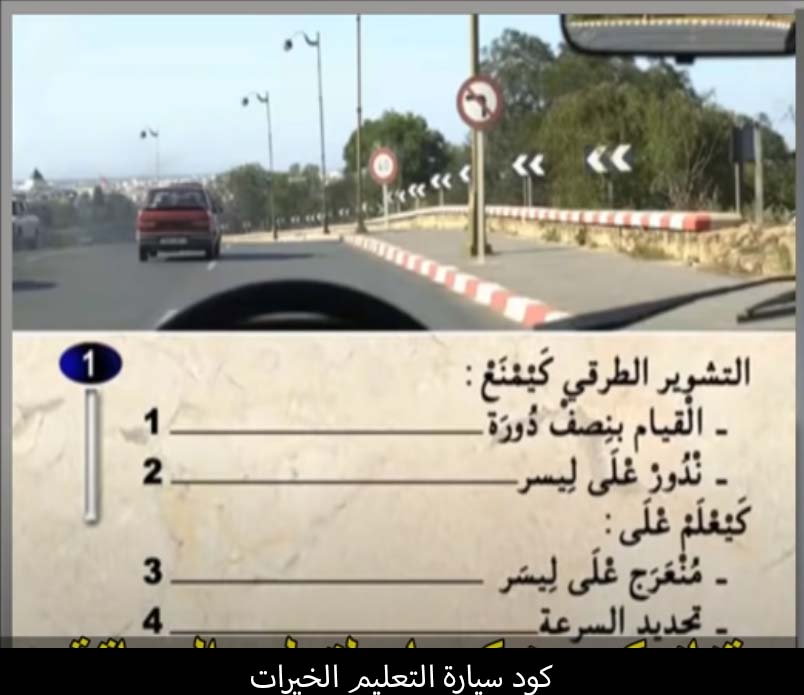 60
1
التشوير الطرقي كَيْمْنَعْ :
- الْقيام بنِصفْ دُورَة 1
- نْدُورْ عْلَى لِيسر 2
كَيْعْلَمْ عْلَى :
- مُنْعَرَج عْلَى لِيسَر 3
- تحديد السرعة 4
كود سيارة التعليم الخيرات